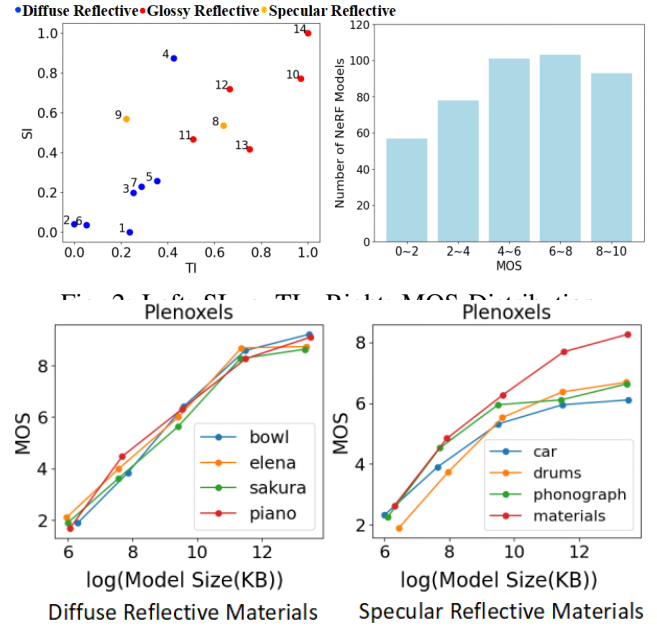 Diffuse Reflective Glossy Reflective Specular Reflective
1.0
0.8
0.6
0.4
0.2
0.0
SI
14
4
10
12
9
8
11
13
5
7
3
2 6
1
0.0 0.2 0.4 0.6 0.8 1.0
TI
120
100
80
60
40
20
0
Number of NeRF Models
0~2 2~4 4~6 6~8 8~10
MOS
Plenoxels
8
6
4
2
MOS
bowl
elena
sakura
piano
6 8 10 12
log(Model Size(KB))
Diffuse Reflective Materials
Plenoxels
8
6
4
2
MOS
car
drums
phonograph
materials
6 8 10 12
log(Model Size(KB))
Specular Reflective Materials